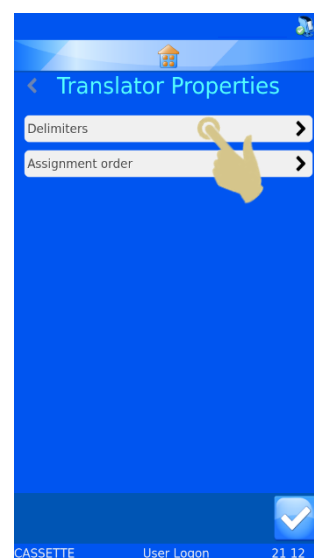 Translator Properties
Delimiters
Assignment order
CASSETTE User Logon 21 12